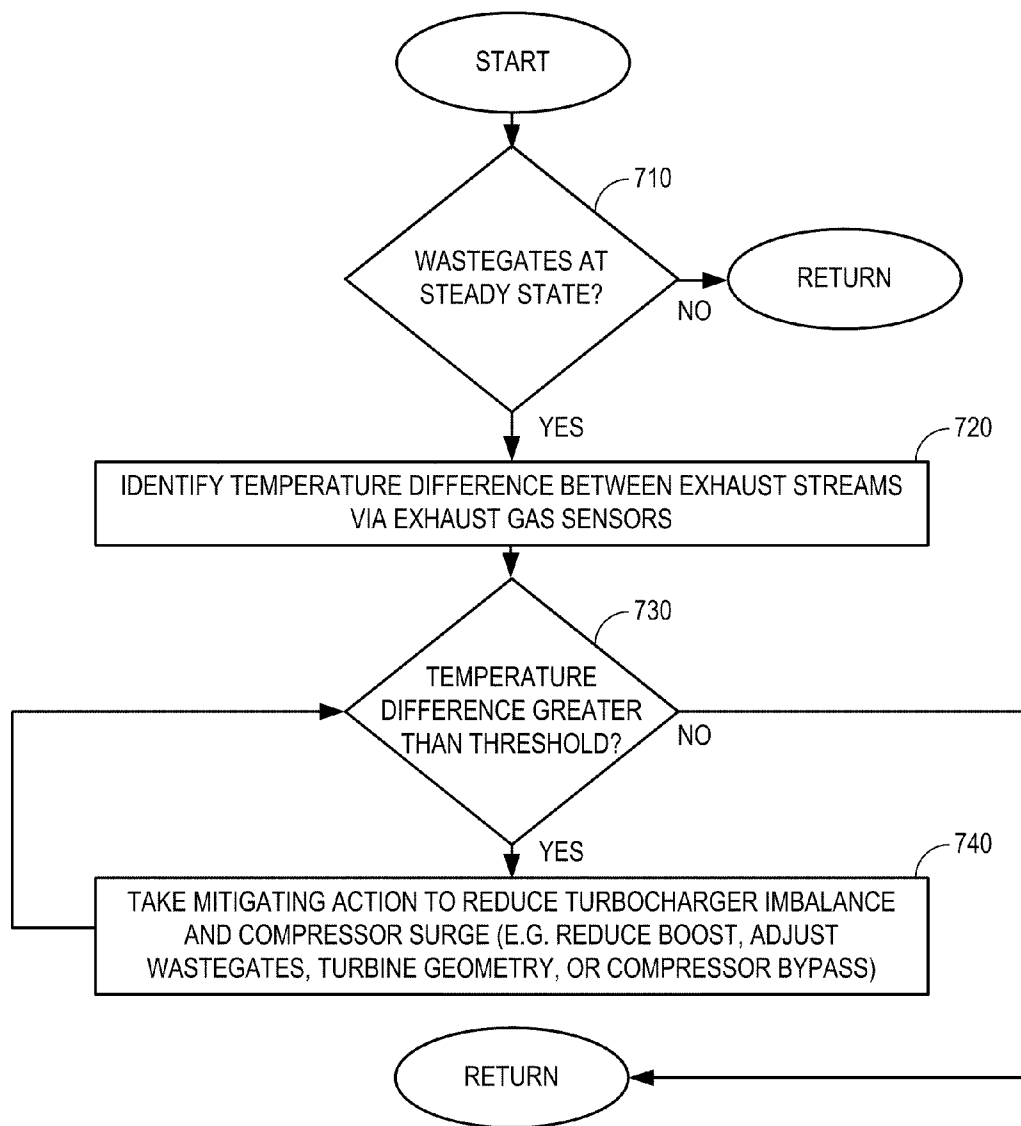 START
710
WASTEGATES AT
STEADY STATE?
NO
RETURN
YES
720
IDENTIFY TEMPERATURE DIFFERENCE BETWEEN EXHAUST STREAMS
VIA EXHAUST GAS SENSORS
730
TEMPERATURE
DIFFERENCE GREATER
THAN THRESHOLD?
NO
YES
740
TAKE MITIGATING ACTION TO REDUCE TURBOCHARGER IMBALANCE
AND COMPRESSOR SURGE (E.G. REDUCE BOOST, ADJUST
WASTEGATES, TURBINE GEOMETRY, OR COMPRESSOR BYPASS)
RETURN